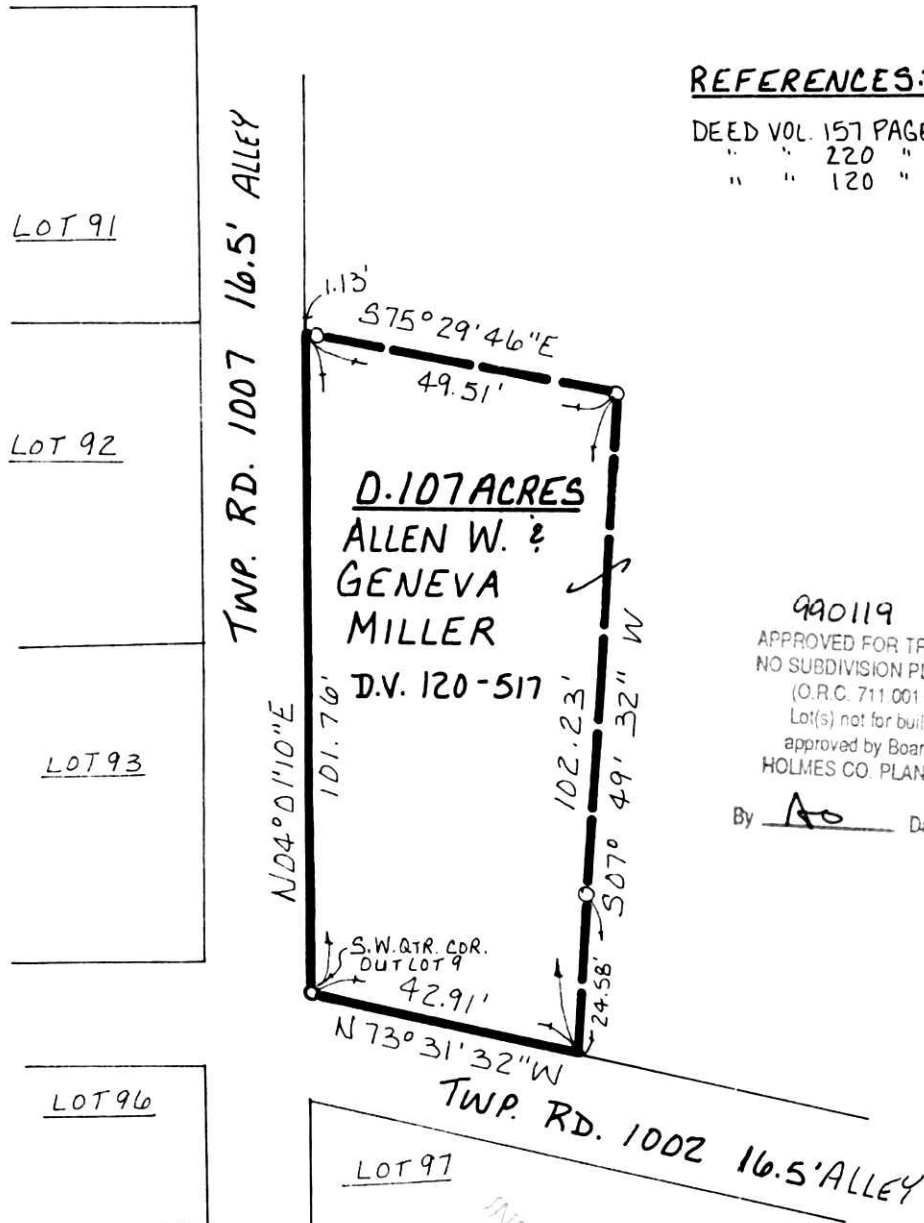 REFERENCES:
DEED VOL. 157 PAGE
" " 220 "
" " 120 "
LOT 91
TWP. RD. 1007 16.5' ALLEY
1.13'
S75°29'46"E
49.51'
LOT 92
0.107 ACRES
ALLEN W. &
GENEVA
MILLER
D.V. 120-517
N04°01'10"E
101.76'
102.23'
S07° 49' 32" W
LOT 93
990119
APPROVED FOR TR
NO SUBDIVISION PL
(O.R.C. 711.001
Lot(s) not for buil
approved by Boar
HOLMES CO. PLAN
By Da
S.W. QTR. COR.
OUTLOT 9
42.91'
24.58'
N 73°31'32"W
TWP. RD. 1002 16.5' ALLEY
LOT 96
LOT 97